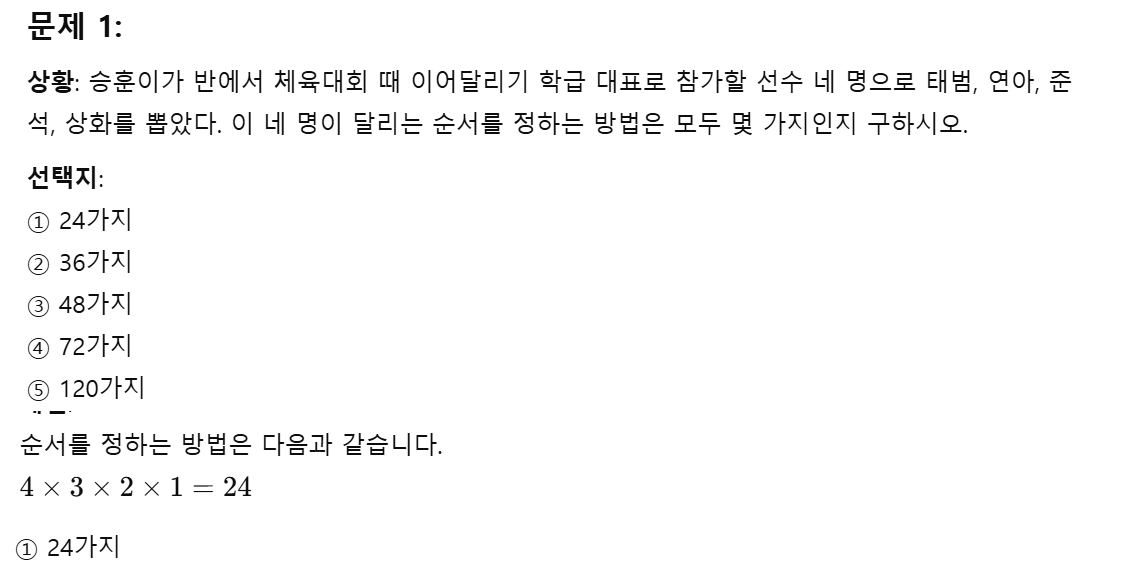 문제 1:
상황: 승훈이가 반에서 체육대회 때 이어달리기 학급 대표로 참가할 선수 네 명으로 태범, 연아, 준
석, 상화를 뽑았다. 이 네 명이 달리는 순서를 정하는 방법은 모두 몇 가지인지 구하시오.
선택지:
① 24가지
② 36가지
③ 48가지
④ 72가지
⑤ 120가지
순서를 정하는 방법은 다음과 같습니다.
4 × 3 × 2 × 1 = 24
① 24가지